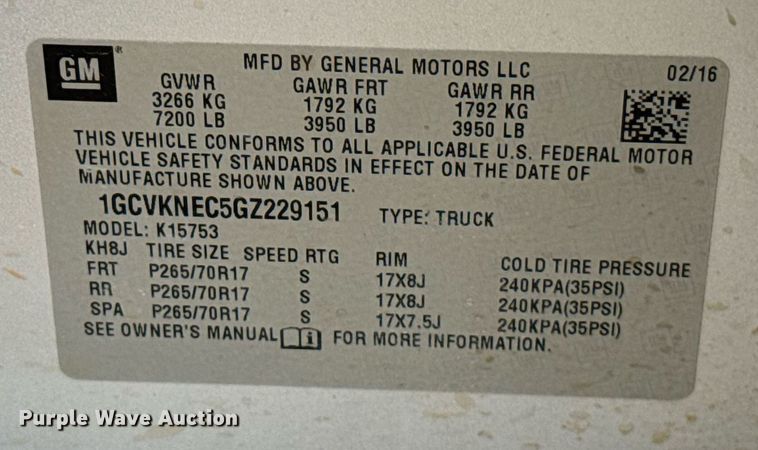 GM ®
MFD BY GENERAL MOTORS LLC 02/16
GVWR GAWR FRT GAWR RR
3266 KG 1792 KG 1792 KG
7200 LB 3950 LB 3950 LB
THIS VEHICLE CONFORMS TO ALL APPLICABLE U.S. FEDERAL MOTOR
VEHICLE SAFETY STANDARDS IN EFFECT ON THE DATE OF
MANUFACTURE SHOWN ABOVE.
1GCVKNEC5GZ229151 TYPE: TRUCK
MODEL: K15753
KH8J TIRE SIZE SPEED RTG RIM COLD TIRE PRESSURE
FRT P265/70R17 S 17X8J 240KPA(35PSI)
RR P265/70R17 S 17X8J 240KPA(35PSI)
SPA P265/70R17 S 17X7.5J 240KPA(35PSI)
SEE OWNER'S MANUAL i FOR MORE INFORMATION.
Purple Wave Auction